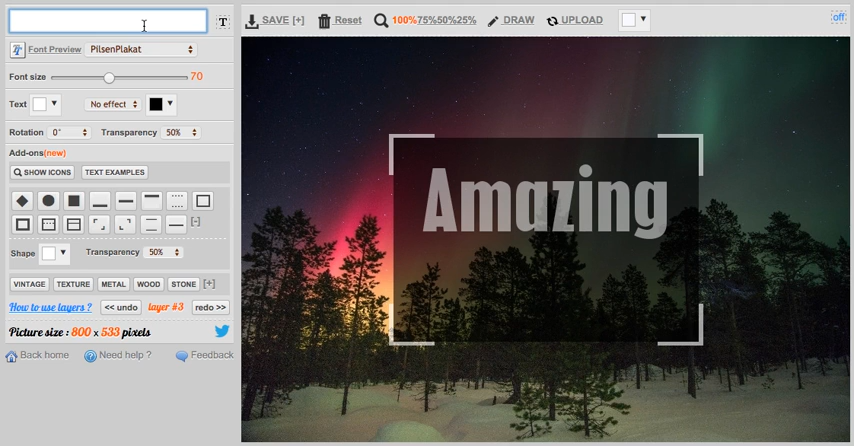 T
SAVE [+] Reset 100%75%50%25% DRAW UPLOAD
off
T Font Preview PilsenPlakat
Font size 70
Text No effect
Rotation 0° Transparency 50%
Add-ons(new)
SHOW ICONS TEXT EXAMPLES
[-]
Shape Transparency 50%
VINTAGE TEXTURE METAL WOOD STONE [+]
How to use layers ? << undo layer #3 redo >>
Picture size : 800 x 533 pixels
Back home Need help ? Feedback
Amazing